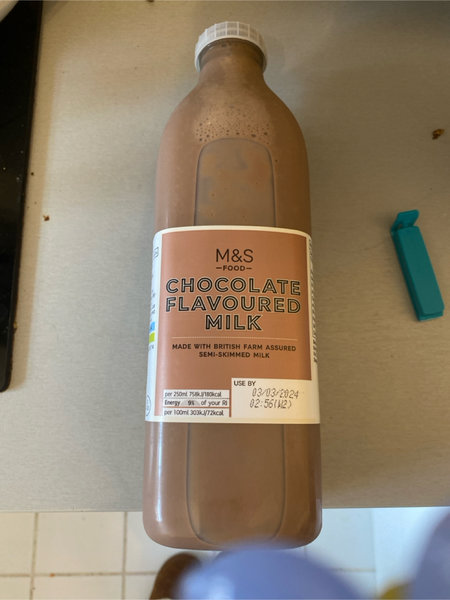 M&S
FOOD
CHOCOLATE
FLAVOURED
MILK
MADE WITH BRITISH FARM ASSURED
SEMI-SKIMMED MILK
per 250ml 758kJ/180kcal
Energy 9% of your RI
per 100ml 303kJ/72kcal
USE BY
03/03/2024
02:56(W2)